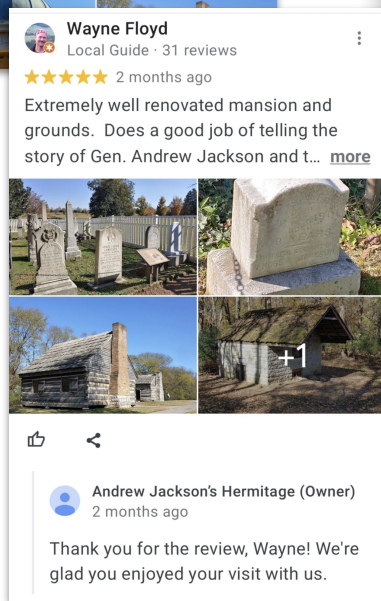 Wayne Floyd
Local Guide · 31 reviews
2 months ago
Extremely well renovated mansion and
grounds.  Does a good job of telling the
story of Gen. Andrew Jackson and t... more
+1
Andrew Jackson's Hermitage (Owner)
2 months ago
Thank you for the review, Wayne! We're
glad you enjoyed your visit with us.